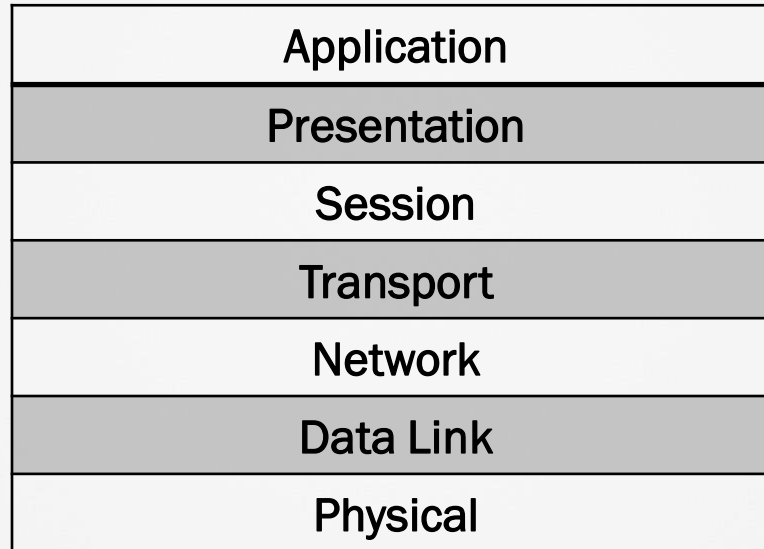 Application
Presentation
Session
Transport
Network
Data Link
Physical